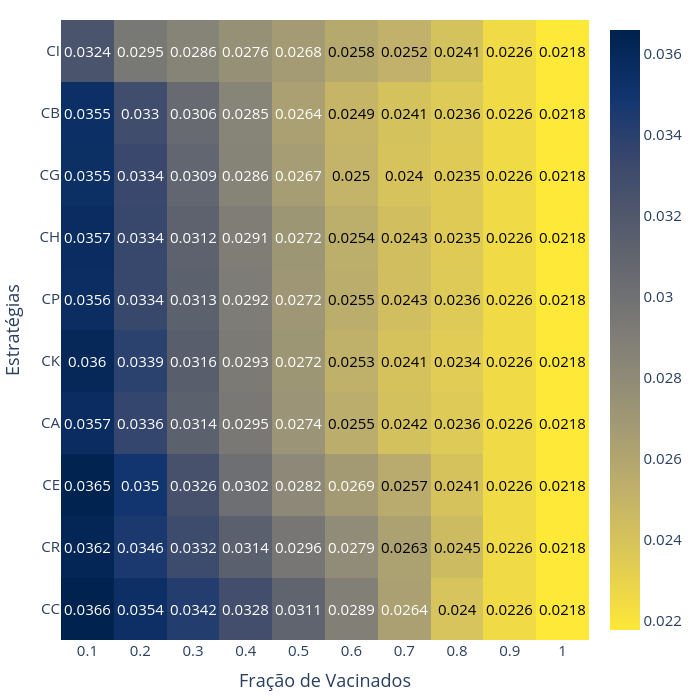 CI 0.0324 0.0295 0.0286 0.0276 0.0268 0.0258 0.0252 0.0241 0.0226 0.0218
CB 0.0355 0.033 0.0306 0.0285 0.0264 0.0249 0.0241 0.0236 0.0226 0.0218
CG 0.0355 0.0334 0.0309 0.0286 0.0267 0.025 0.024 0.0235 0.0226 0.0218
CH 0.0357 0.0334 0.0312 0.0291 0.0272 0.0254 0.0243 0.0235 0.0226 0.0218
CP 0.0356 0.0334 0.0313 0.0292 0.0272 0.0255 0.0243 0.0236 0.0226 0.0218
CK 0.036 0.0339 0.0316 0.0293 0.0272 0.0253 0.0241 0.0234 0.0226 0.0218
CA 0.0357 0.0336 0.0314 0.0295 0.0274 0.0255 0.0242 0.0236 0.0226 0.0218
CE 0.0365 0.035 0.0326 0.0302 0.0282 0.0269 0.0257 0.0241 0.0226 0.0218
CR 0.0362 0.0346 0.0332 0.0314 0.0296 0.0279 0.0263 0.0245 0.0226 0.0218
CC 0.0366 0.0354 0.0342 0.0328 0.0311 0.0289 0.0264 0.024 0.0226 0.0218
0.1 0.2 0.3 0.4 0.5 0.6 0.7 0.8 0.9 1
Fração de Vacinados
Estratégias
0.036
0.034
0.032
0.03
0.028
0.026
0.024
0.022